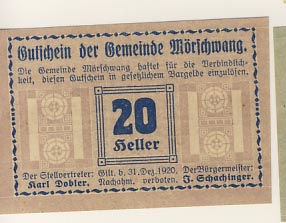 Gutschein der Gemeinde Mörschwang.
Die Gemeinde Mörschwang haftet für die Verbindlich-
keit, diesen Gutschein in gesetzlichem Bargelde einzulösen.
20
Heller
Der Stellvertreter: Gilt b. 31. Dez. 1920. Der Bürgermeister:
Karl Dobler. Nachahm. verboten. J. Schachinger.